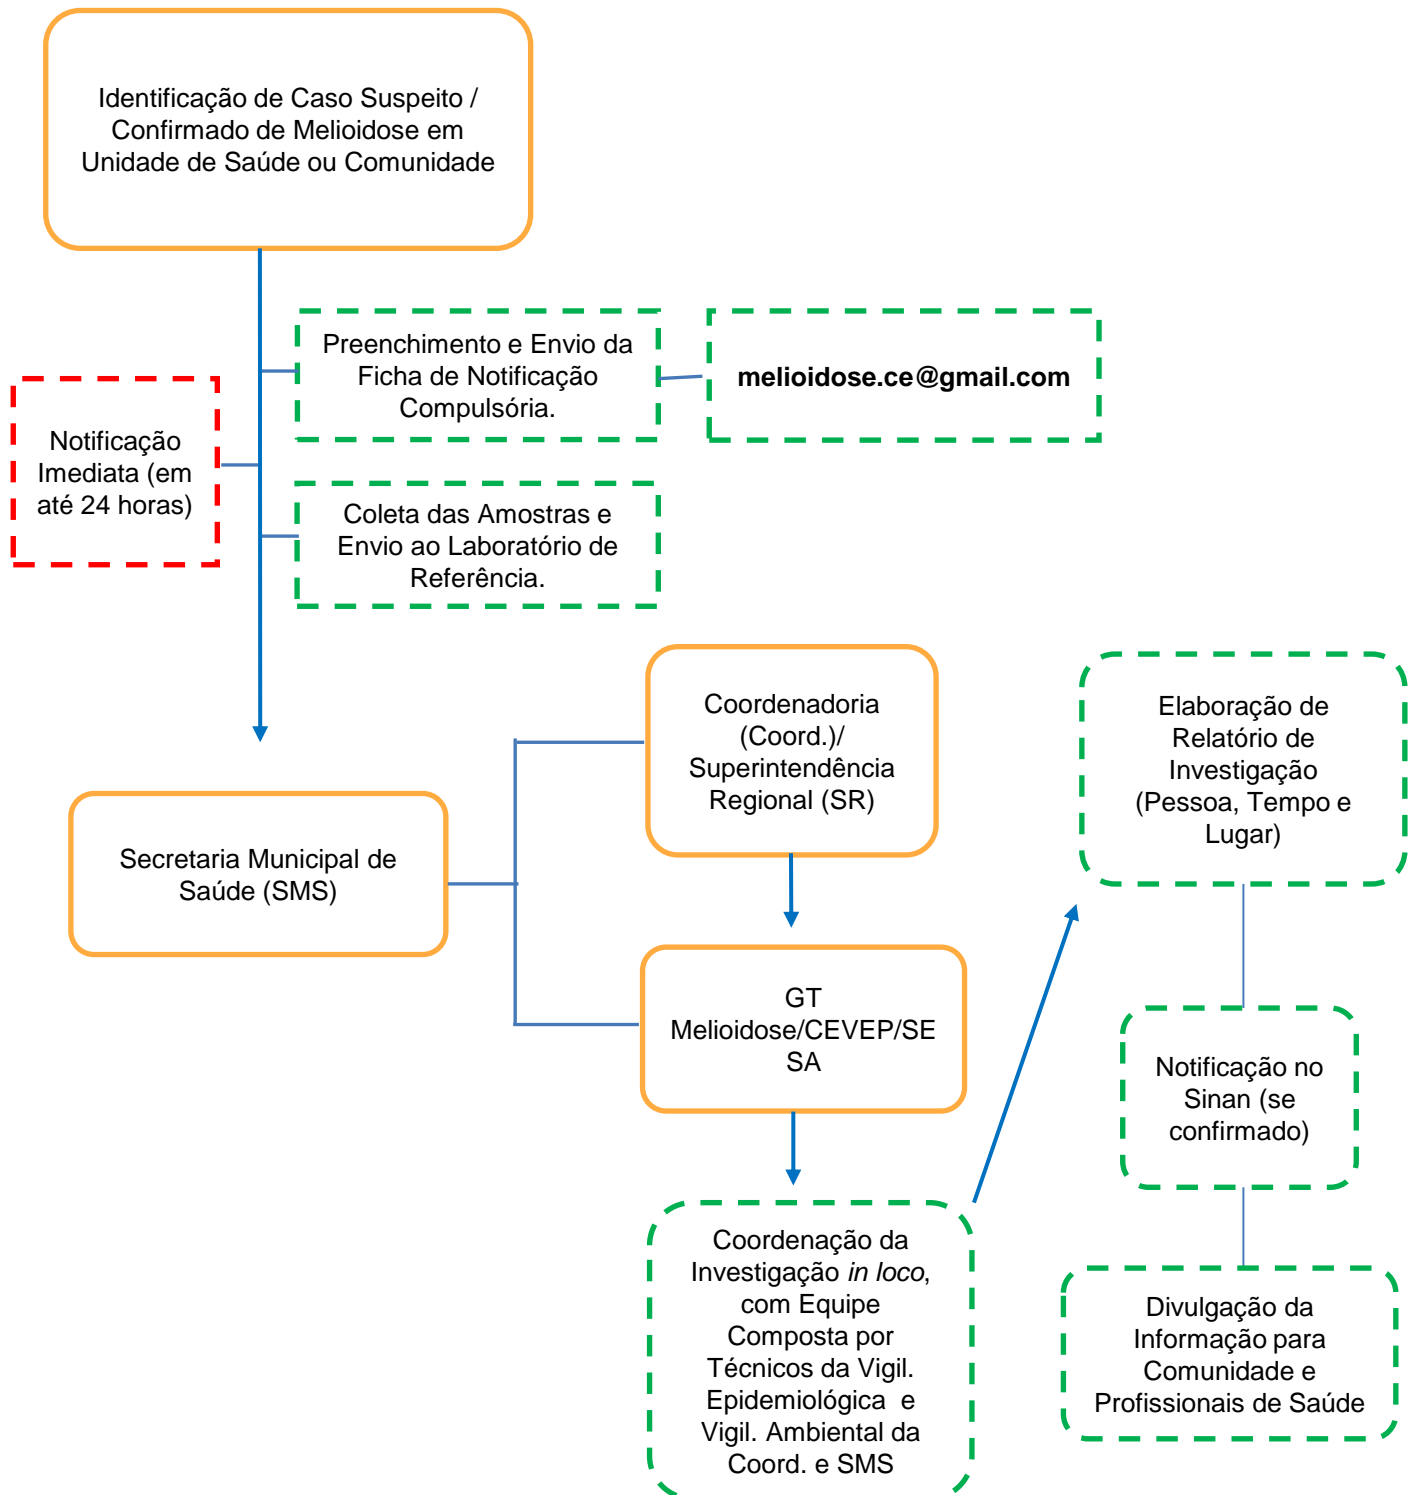 Identificação de Caso Suspeito /
Confirmado de Melioidose em
Unidade de Saúde ou Comunidade
Preenchimento e Envio da
Ficha de Notificação
Compulsória.
melioidose.ce@gmail.com
Notificação
Imediata (em
até 24 horas)
Coleta das Amostras e
Envio ao Laboratório de
Referência.
Coordenadoria
(Coord.)/
Superintendência
Regional (SR)
Secretaria Municipal de
Saúde (SMS)
GT
Melioidose/CEVEP/SE
SA
Coordenação da
Investigação in loco,
com Equipe
Composta por
Técnicos da Vigil.
Epidemiológica e
Vigil. Ambiental da
Coord. e SMS
Elaboração de
Relatório de
Investigação
(Pessoa, Tempo e
Lugar)
Notificação no
Sinan (se
confirmado)
Divulgação da
Informação para
Comunidade e
Profissionais de Saúde